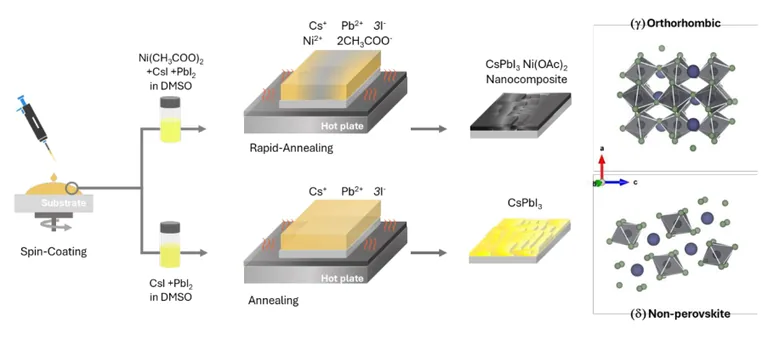 Spin-Coating
Substrate
Ni(CH₃COO)₂
+CsI +PbI₂
in DMSO
CsI +PbI₂
in DMSO
Cs⁺ Pb²⁺ 3I⁻
Ni²⁺ 2CH₃COO⁻
Hot plate
Rapid-Annealing
Cs⁺ Pb²⁺ 3I⁻
Hot plate
Annealing
CsPbI₃ Ni(OAc)₂
Nanocomposite
CsPbI₃
(γ) Orthorhombic
a
c
(δ) Non-perovskite